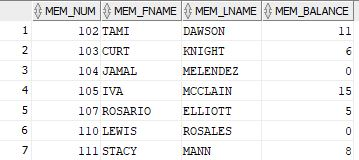 MEM_NUM MEM_FNAME MEM_LNAME MEM_BALANCE
1 102 TAMI DAWSON 11
2 103 CURT KNIGHT 6
3 104 JAMAL MELENDEZ 0
4 105 IVA MCCLAIN 15
5 107 ROSARIO ELLIOTT 5
6 110 LEWIS ROSALES 0
7 111 STACY MANN 8